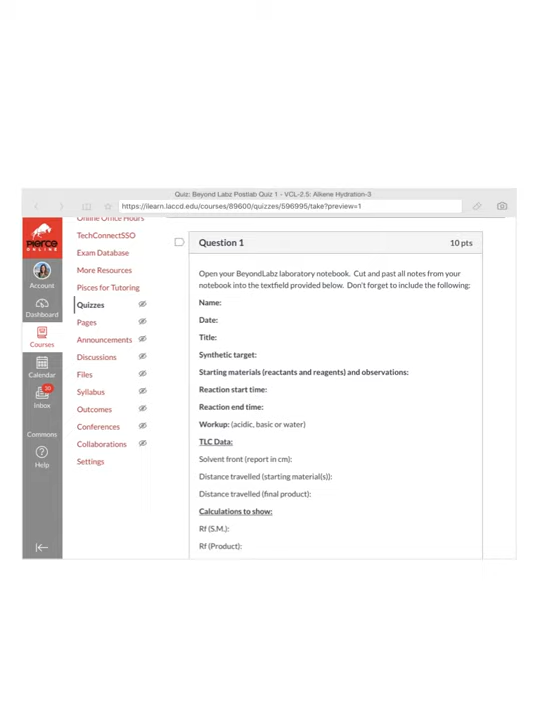 Quiz: Beyond Labz Postlab Quiz 1 - VCL-2.5: Alkene Hydration-3
https://ilearn.laccd.edu/courses/89600/quizzes/596995/take?preview=1
PIERCE
ONLINE
Account
Dashboard
Courses
Calendar
30
Inbox
Commons
Help
Online Office Hours
TechConnectSSO
Exam Database
More Resources
Pisces for Tutoring
Quizzes
Pages
Announcements
Discussions
Files
Syllabus
Outcomes
Conferences
Collaborations
Settings
Question 1
10 pts
Open your BeyondLabz laboratory notebook. Cut and past all notes from your
notebook into the textfield provided below. Don't forget to include the following:
Name:
Date:
Title:
Synthetic target:
Starting materials (reactants and reagents) and observations:
Reaction start time:
Reaction end time:
Workup: (acidic, basic or water)
TLC Data:
Solvent front (report in cm):
Distance travelled (starting material(s)):
Distance travelled (final product):
Calculations to show:
Rf (S.M.):
Rf (Product):